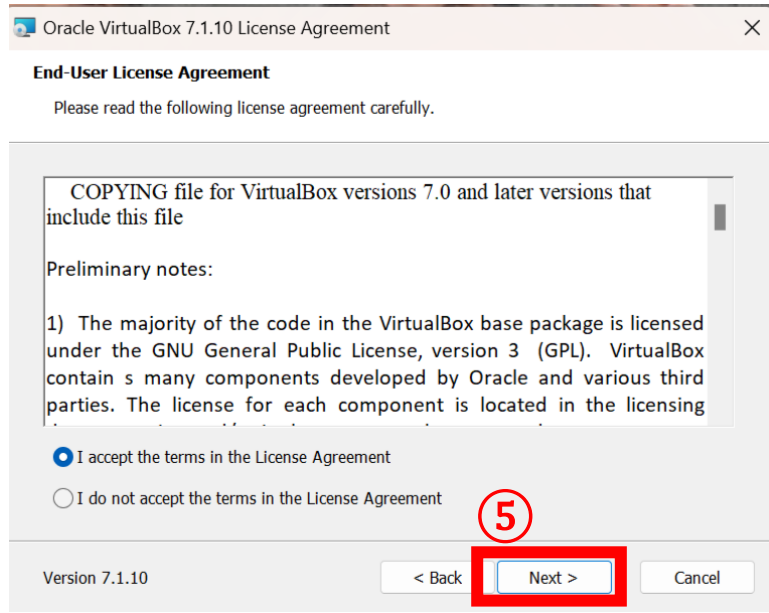 Oracle VirtualBox 7.1.10 License Agreement
End-User License Agreement
Please read the following license agreement carefully.
COPYING file for VirtualBox versions 7.0 and later versions that
include this file
Preliminary notes:
1) The majority of the code in the VirtualBox base package is licensed
under the GNU General Public License, version 3 (GPL). VirtualBox
contain s many components developed by Oracle and various third
parties. The license for each component is located in the licensing
I accept the terms in the License Agreement
I do not accept the terms in the License Agreement
⑤
Version 7.1.10
< Back
Next >
Cancel